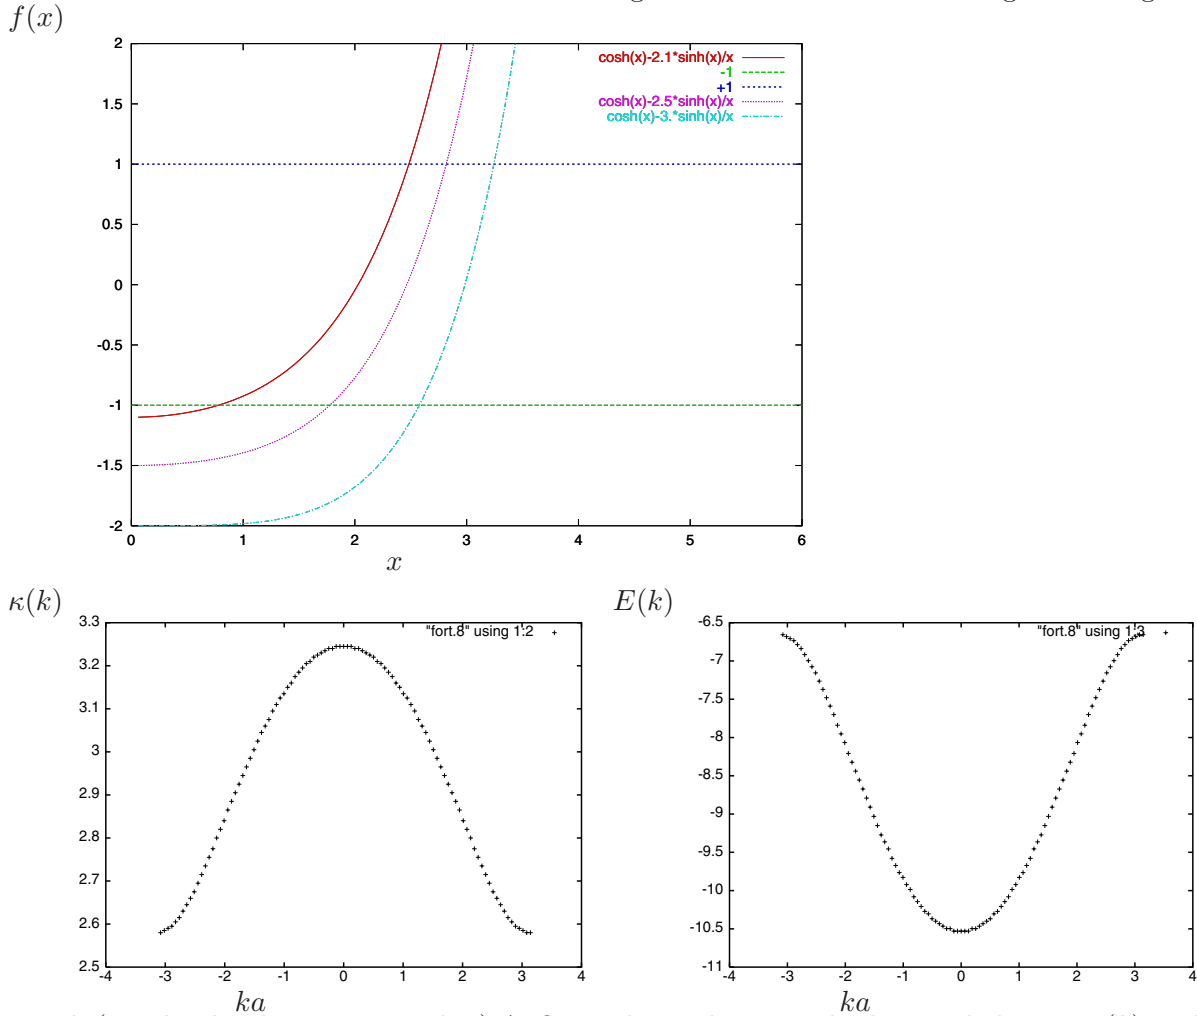 f(x)
2
1.5
1
0.5
0
-0.5
-1
-1.5
-2
cosh(x)-2.1*sinh(x)/x
-1
+1
cosh(x)-2.5*sinh(x)/x
cosh(x)-3.*sinh(x)/x
0 1 2 3 4 5 6
x
κ(k)
3.3
3.2
3.1
3
2.9
2.8
2.7
2.6
2.5
"fort.8" using 1:2
-4 -3 -2 -1 0 1 2 3 4
ka
E(k)
-6.5
-7
-7.5
-8
-8.5
-9
-9.5
-10
-10.5
-11
"fort.8" using 1:3
-4 -3 -2 -1 0 1 2 3 4
ka